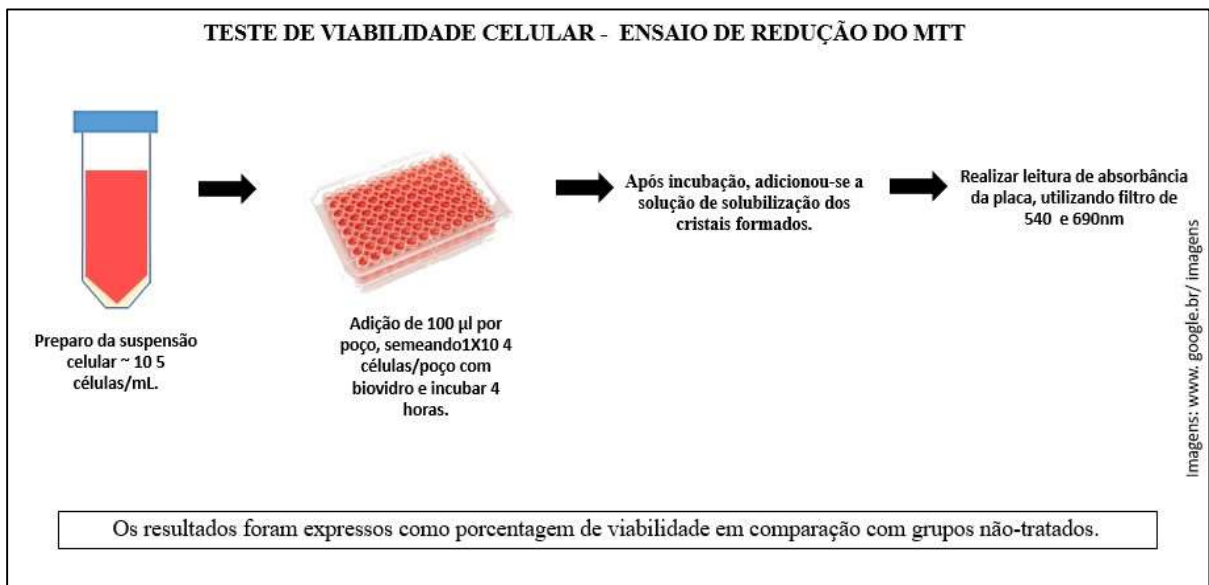 TESTE DE VIABILIDADE CELULAR - ENSAIO DE REDUÇÃO DO MTT
Preparo da suspensão
celular ~ 10 5
células/mL.
Adição de 100 µl por
poço, semeando1X10 4
células/poço com
biovidro e incubar 4
horas.
Após incubação, adicionou-se a
solução de solubilização dos
cristais formados.
Realizar leitura de absorbância
da placa, utilizando filtro de
540 e 690nm
Imagens: www. google.br/ imagens
Os resultados foram expressos como porcentagem de viabilidade em comparação com grupos não-tratados.